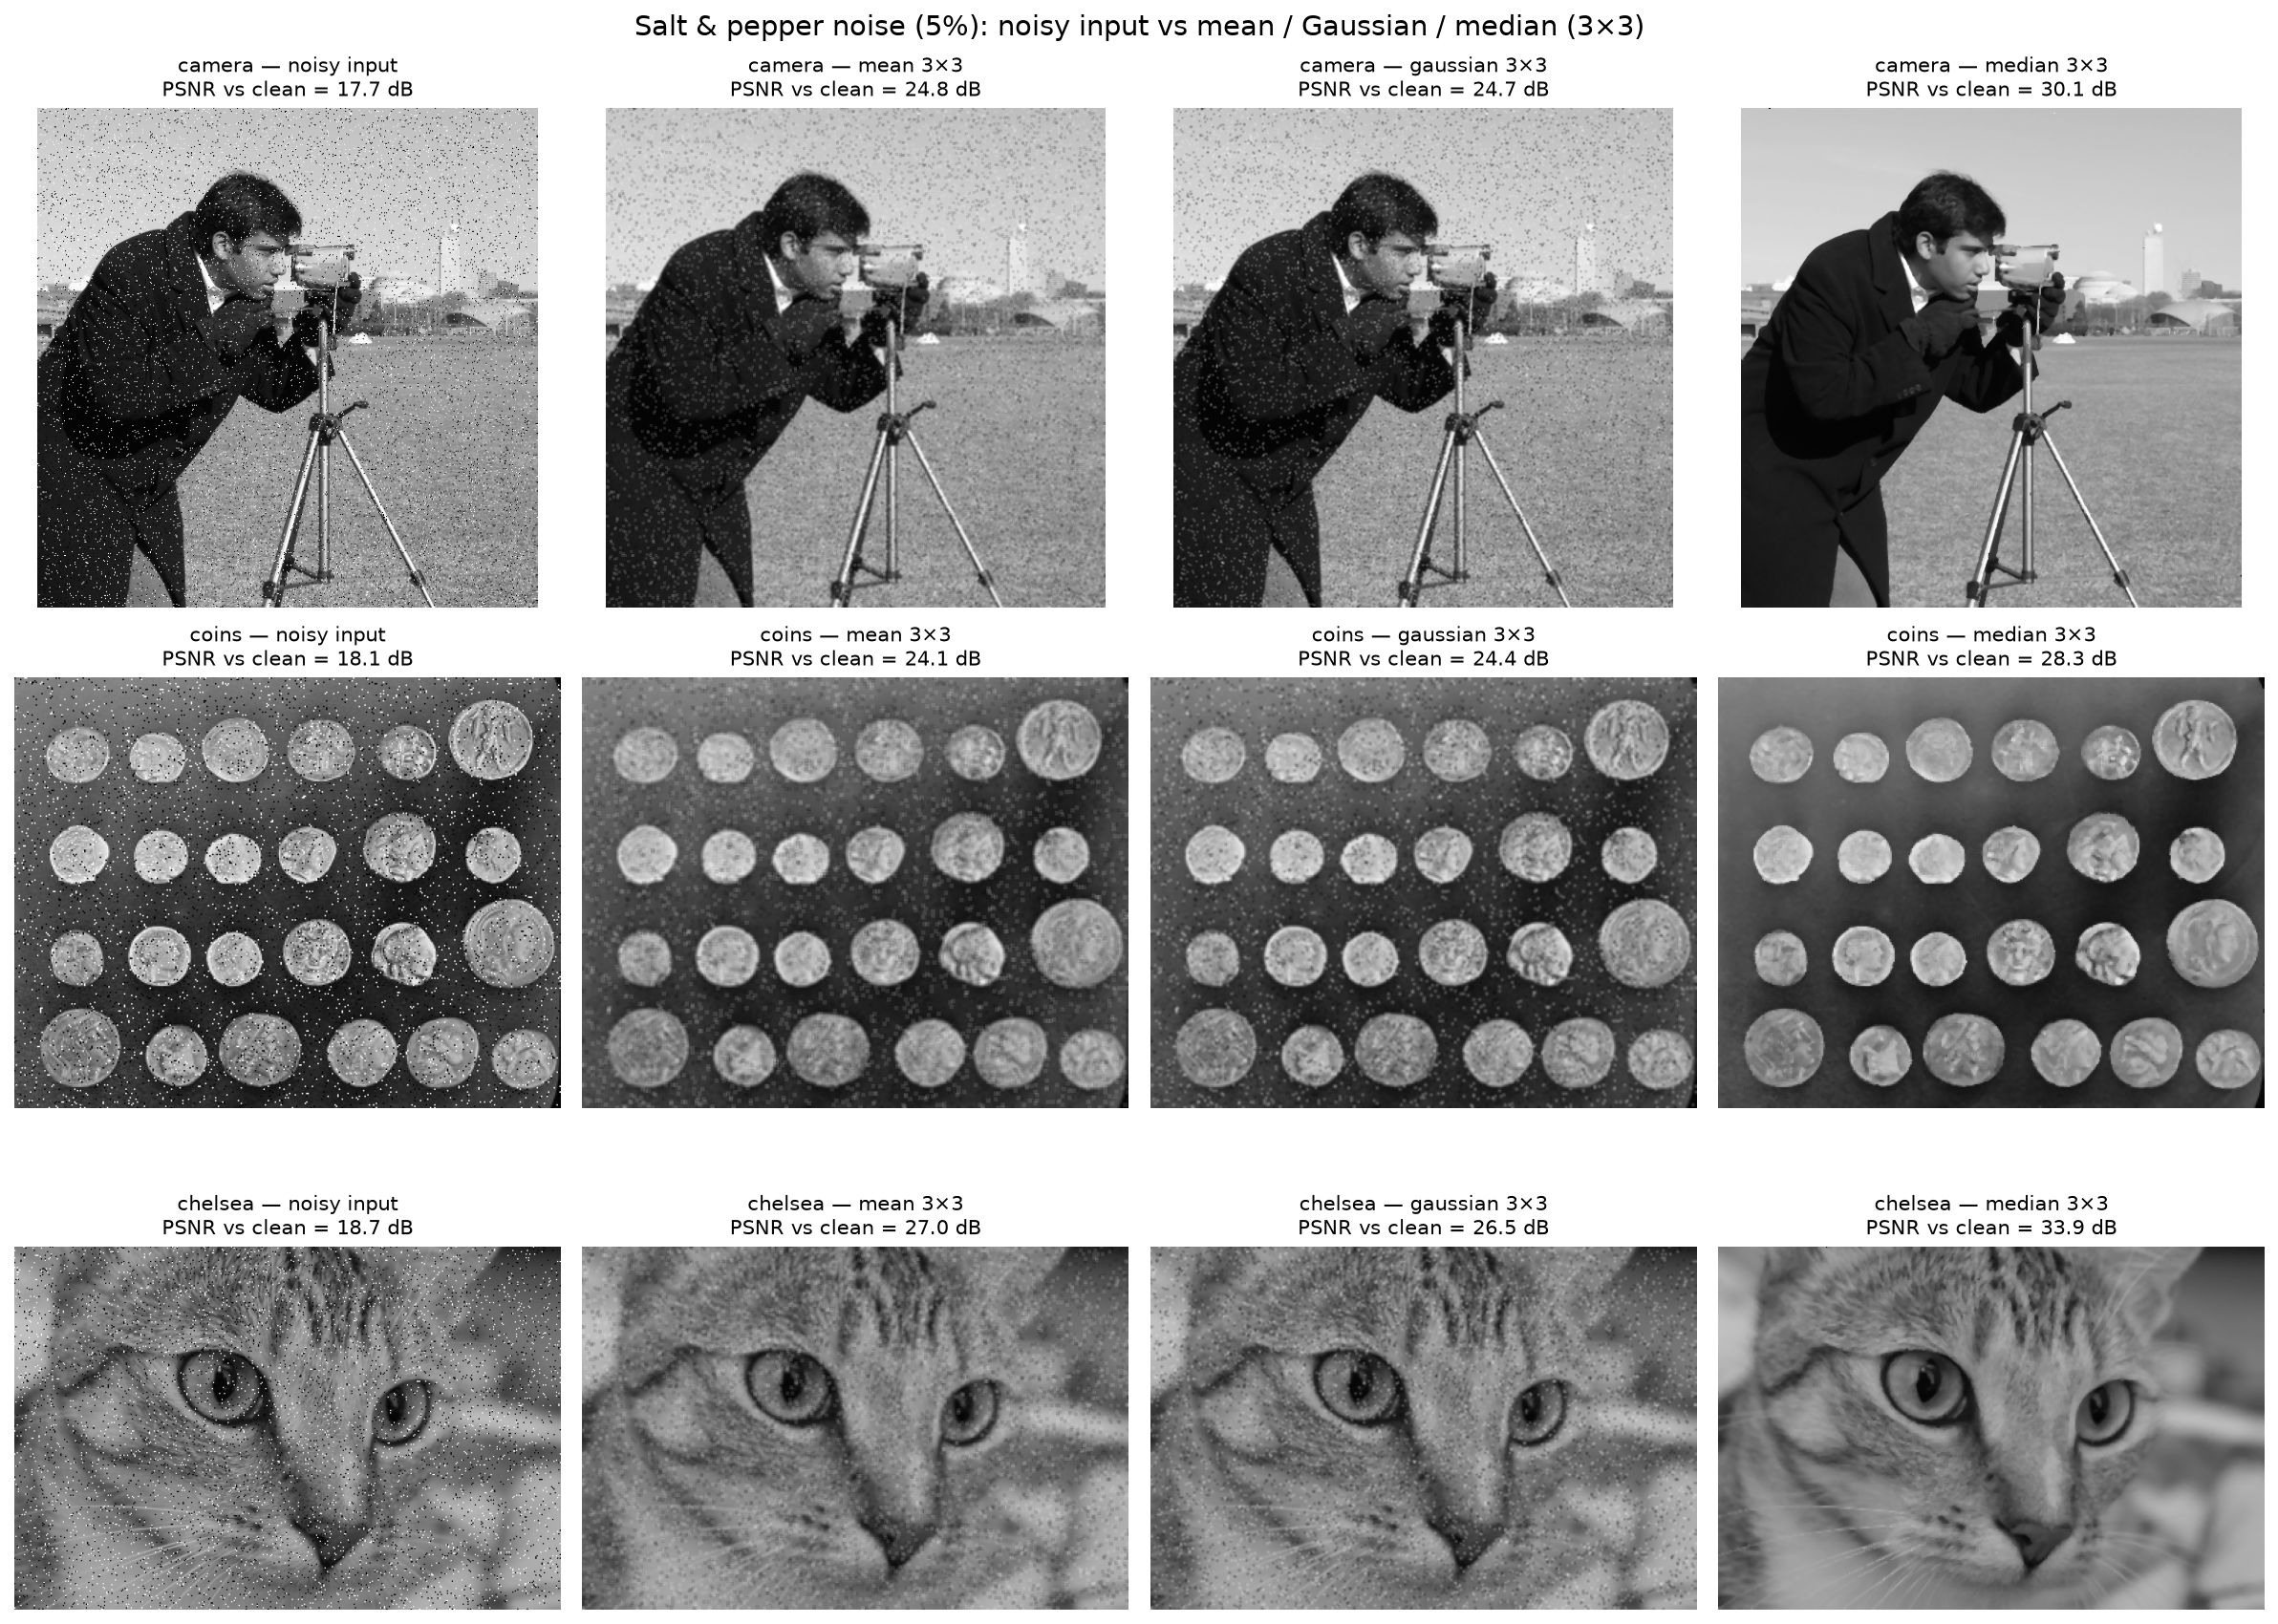 Salt & pepper noise (5%): noisy input vs mean / Gaussian / median (3×3)
camera — noisy input
PSNR vs clean = 17.7 dB
camera — mean 3×3
PSNR vs clean = 24.8 dB
camera — gaussian 3×3
PSNR vs clean = 24.7 dB
camera — median 3×3
PSNR vs clean = 30.1 dB
coins — noisy input
PSNR vs clean = 18.1 dB
coins — mean 3×3
PSNR vs clean = 24.1 dB
coins — gaussian 3×3
PSNR vs clean = 24.4 dB
coins — median 3×3
PSNR vs clean = 28.3 dB
chelsea — noisy input
PSNR vs clean = 18.7 dB
chelsea — mean 3×3
PSNR vs clean = 27.0 dB
chelsea — gaussian 3×3
PSNR vs clean = 26.5 dB
chelsea — median 3×3
PSNR vs clean = 33.9 dB